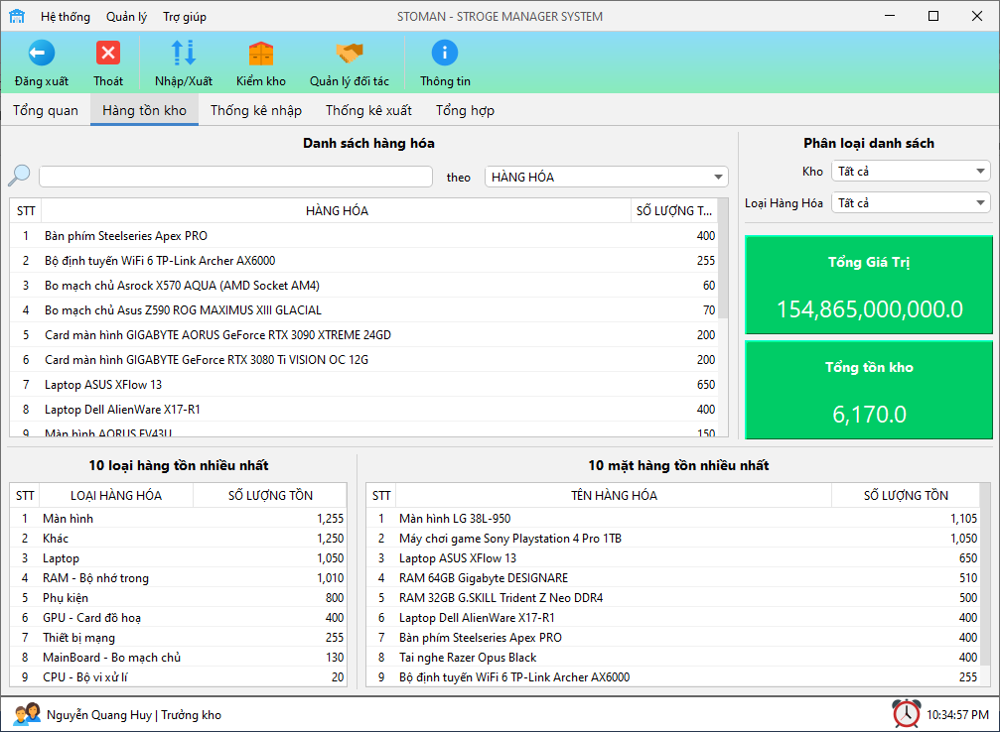 Hệ thống Quản lý Trợ giúp STOMAN - STROGE MANAGER SYSTEM
Đăng xuất Thoát Nhập/Xuất Kiểm kho Quản lý đối tác Thông tin
Tổng quan Hàng tồn kho Thống kê nhập Thống kê xuất Tổng hợp
Danh sách hàng hóa
theo HÀNG HÓA
STT HÀNG HÓA SỐ LƯỢNG T...
1 Bàn phím Steelseries Apex PRO 400
2 Bộ định tuyến WiFi 6 TP-Link Archer AX6000 255
3 Bo mạch chủ Asrock X570 AQUA (AMD Socket AM4) 60
4 Bo mạch chủ Asus Z590 ROG MAXIMUS XIII GLACIAL 70
5 Card màn hình GIGABYTE AORUS GeForce RTX 3090 XTREME 24GD 200
6 Card màn hình GIGABYTE GeForce RTX 3080 Ti VISION OC 12G 200
7 Laptop ASUS XFlow 13 650
8 Laptop Dell AlienWare X17-R1 400
9 Màn hình AORUS FV43U 150
Phân loại danh sách
Kho Tất cả
Loại Hàng Hóa Tất cả
Tổng Giá Trị
154,865,000,000.0
Tổng tồn kho
6,170.0
10 loại hàng tồn nhiều nhất
STT LOẠI HÀNG HÓA SỐ LƯỢNG TỒN
1 Màn hình 1,255
2 Khác 1,250
3 Laptop 1,050
4 RAM - Bộ nhớ trong 1,010
5 Phụ kiện 800
6 GPU - Card đồ hoạ 400
7 Thiết bị mạng 255
8 MainBoard - Bo mạch chủ 130
9 CPU - Bộ vi xử lí 20
10 mặt hàng tồn nhiều nhất
STT TÊN HÀNG HÓA SỐ LƯỢNG TỒN
1 Màn hình LG 38L-950 1,105
2 Máy chơi game Sony Playstation 4 Pro 1TB 1,050
3 Laptop ASUS XFlow 13 650
4 RAM 64GB Gigabyte DESIGNARE 510
5 RAM 32GB G.SKILL Trident Z Neo DDR4 500
6 Laptop Dell AlienWare X17-R1 400
7 Bàn phím Steelseries Apex PRO 400
8 Tai nghe Razer Opus Black 400
9 Bộ định tuyến WiFi 6 TP-Link Archer AX6000 255
Nguyễn Quang Huy | Trưởng kho 10:34:57 PM